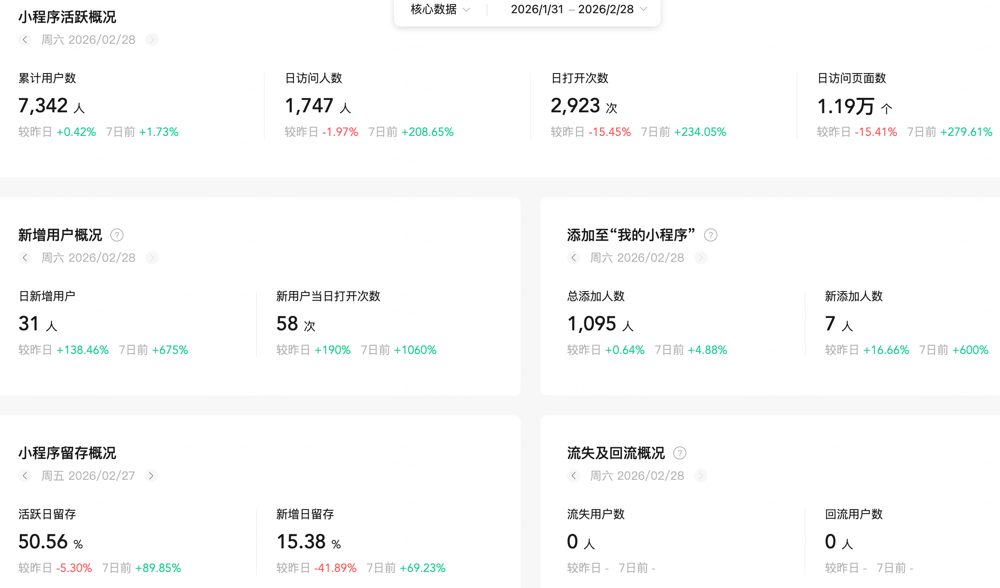 核心数据 2026/1/31 – 2026/2/28
小程序活跃概况
周六 2026/02/28
累计用户数
7,342 人
较昨日 +0.42% 7日前 +1.73%
日访问人数
1,747 人
较昨日 -1.97% 7日前 +208.65%
日打开次数
2,923 次
较昨日 -15.45% 7日前 +234.05%
日访问页面数
1.19万 个
较昨日 -15.41% 7日前 +279.61%
新增用户概况 ?
周六 2026/02/28
日新增用户
31 人
较昨日 +138.46% 7日前 +675%
新用户当日打开次数
58 次
较昨日 +190% 7日前 +1060%
添加至“我的小程序” ?
周六 2026/02/28
总添加人数
1,095 人
较昨日 +0.64% 7日前 +4.88%
新添加人数
7 人
较昨日 +16.66% 7日前 +600%
小程序留存概况
周五 2026/02/27
活跃日留存
50.56 %
较昨日 -5.30% 7日前 +89.85%
新增日留存
15.38 %
较昨日 -41.89% 7日前 +69.23%
流失及回流概况 ?
周六 2026/02/28
流失用户数
0 人
较昨日 - 7日前 -
回流用户数
0 人
较昨日 - 7日前 -